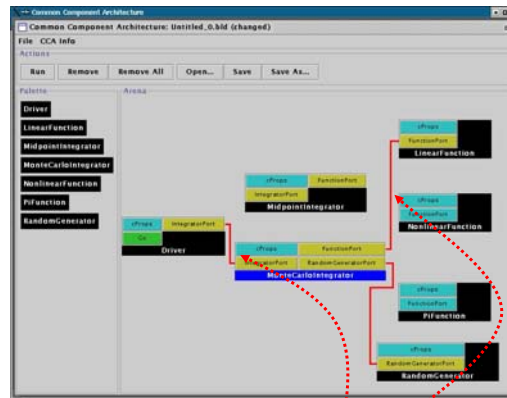 Common Component Architecture
Common Component Architecture: Untitled_0.bld (changed)
File CCA Info
Actions
Run Remove Remove All Open... Save Save As...
Palette
Arena
Driver
LinearFunction
MidpointIntegrator
MonteCarloIntegrator
NonlinearFunction
PiFunction
RandomGenerator
cProps
FunctionPort
LinearFunction
cProps FunctionPort
IntegratorPort
MidpointIntegrator
cProps
FunctionPort
NonlinearFunction
cProps IntegratorPort
Go
Driver
cProps FunctionPort
IntegratorPort RandomGeneratorPort
MonteCarloIntegrator
cProps
FunctionPort
PiFunction
cProps
RandomGeneratorPort
RandomGenerator